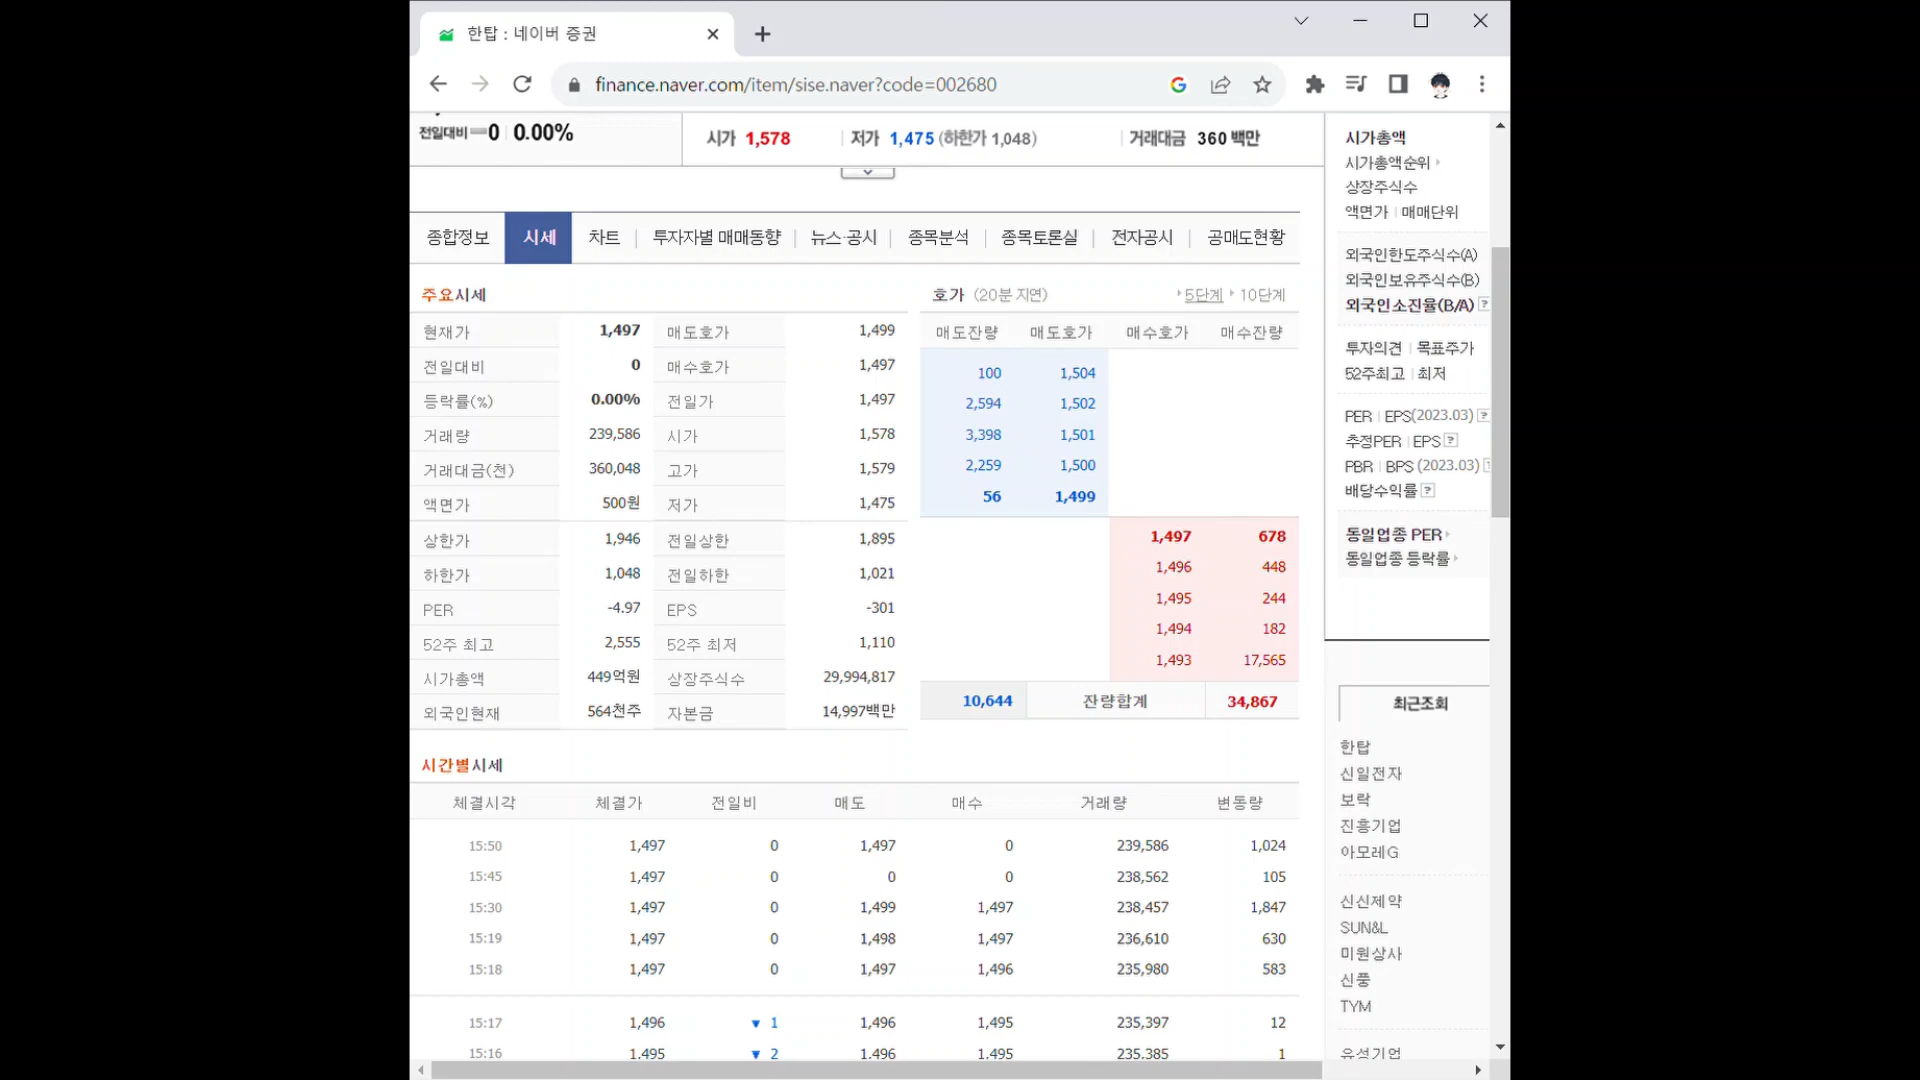 한탑 : 네이버 증권
finance.naver.com/item/sise.naver?code=002680
전일대비 0 0.00%
시가 1,578 저가 1,475 (하한가 1,048) 거래대금 360 백만
종합정보 시세 차트 투자자별 매매동향 뉴스·공시 종목분석 종목토론실 전자공시 공매도현황
주요시세
현재가 1,497 매도호가 1,499
전일대비 0 매수호가 1,497
등락률(%) 0.00% 전일가 1,497
거래량 239,586 시가 1,578
거래대금(천) 360,048 고가 1,579
액면가 500원 저가 1,475
상한가 1,946 전일상한 1,895
하한가 1,048 전일하한 1,021
PER -4.97 EPS -301
52주 최고 2,555 52주 최저 1,110
시가총액 449억원 상장주식수 29,994,817
외국인현재 564천주 자본금 14,997백만
호가 (20분 지연) 5단계 10단계
매도잔량 매도호가 매수호가 매수잔량
100 1,504
2,594 1,502
3,398 1,501
2,259 1,500
56 1,499
1,497 678
1,496 448
1,495 244
1,494 182
1,493 17,565
10,644 잔량합계 34,867
시간별시세
체결시각 체결가 전일비 매도 매수 거래량 변동량
15:50 1,497 0 1,497 0 239,586 1,024
15:45 1,497 0 0 0 238,562 105
15:30 1,497 0 1,499 1,497 238,457 1,847
15:19 1,497 0 1,498 1,497 236,610 630
15:18 1,497 0 1,497 1,496 235,980 583
15:17 1,496 ▼ 1 1,496 1,495 235,397 12
15:16 1,495 ▼ 2 1,496 1,495 235,385 1
시가총액
시가총액순위
상장주식수
액면가 매매단위
외국인한도주식수(A)
외국인보유주식수(B)
외국인소진율(B/A) ?
투자의견 목표주가
52주최고 최저
PER EPS(2023.03) ?
추정PER EPS ?
PBR BPS (2023.03) ?
배당수익률 ?
동일업종 PER
동일업종 등락률
최근조회
한탑
신일전자
보락
진흥기업
아모레G
신신제약
SUN&L
미원상사
신풍
TYM
유성기업